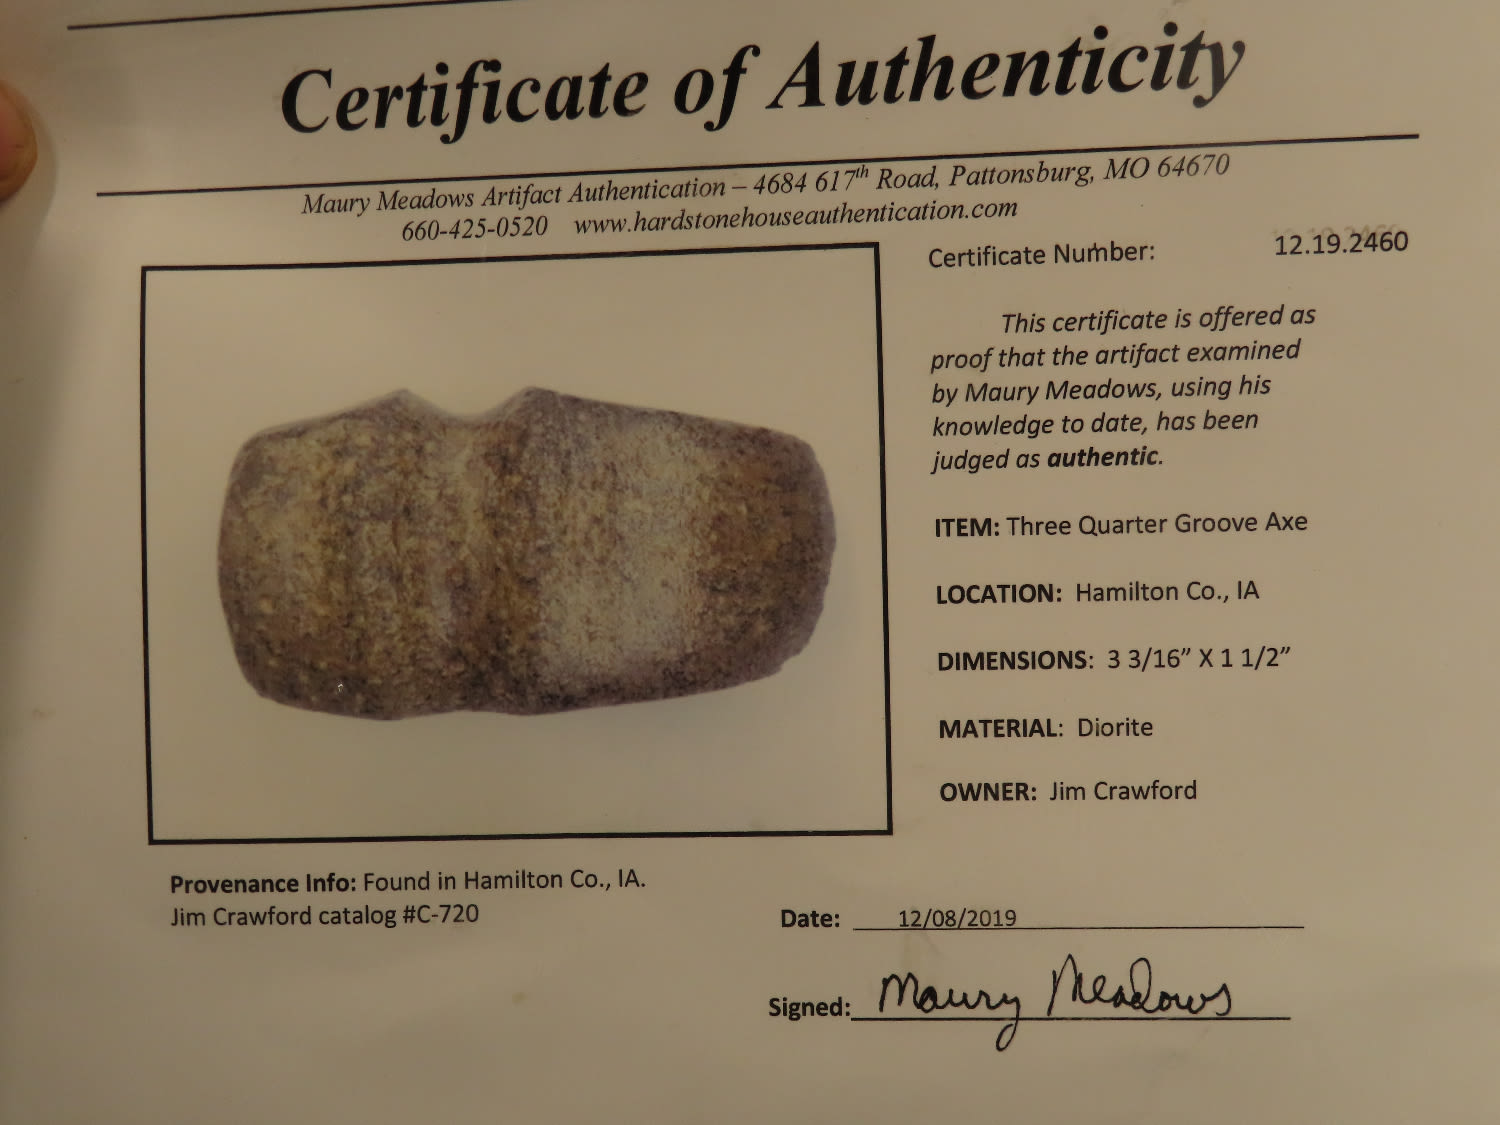 Certificate of Authenticity
Maury Meadows Artifact Authentication – 4684 617th Road, Pattonsburg, MO 64670
660-425-0520 www.hardstonehouseauthentication.com
Certificate Number: 12.19.2460
This certificate is offered as
proof that the artifact examined
by Maury Meadows, using his
knowledge to date, has been
judged as authentic.
ITEM: Three Quarter Groove Axe
LOCATION: Hamilton Co., IA
DIMENSIONS: 3 3/16” X 1 1/2”
MATERIAL: Diorite
OWNER: Jim Crawford
Provenance Info: Found in Hamilton Co., IA.
Jim Crawford catalog #C-720
Date: 12/08/2019
Signed: Maury Meadows